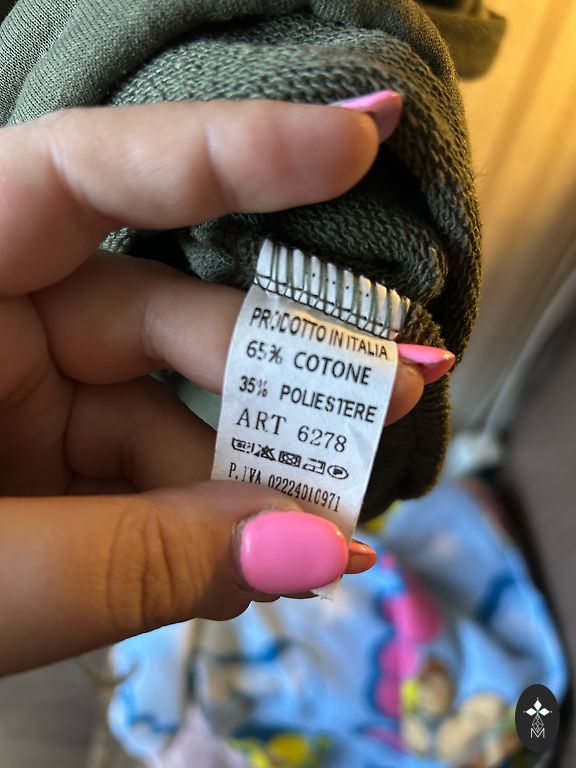 PRODOTTO IN ITALIA
65% COTONE
35% POLIESTERE
ART 6278
P.IVA 02224010971
M